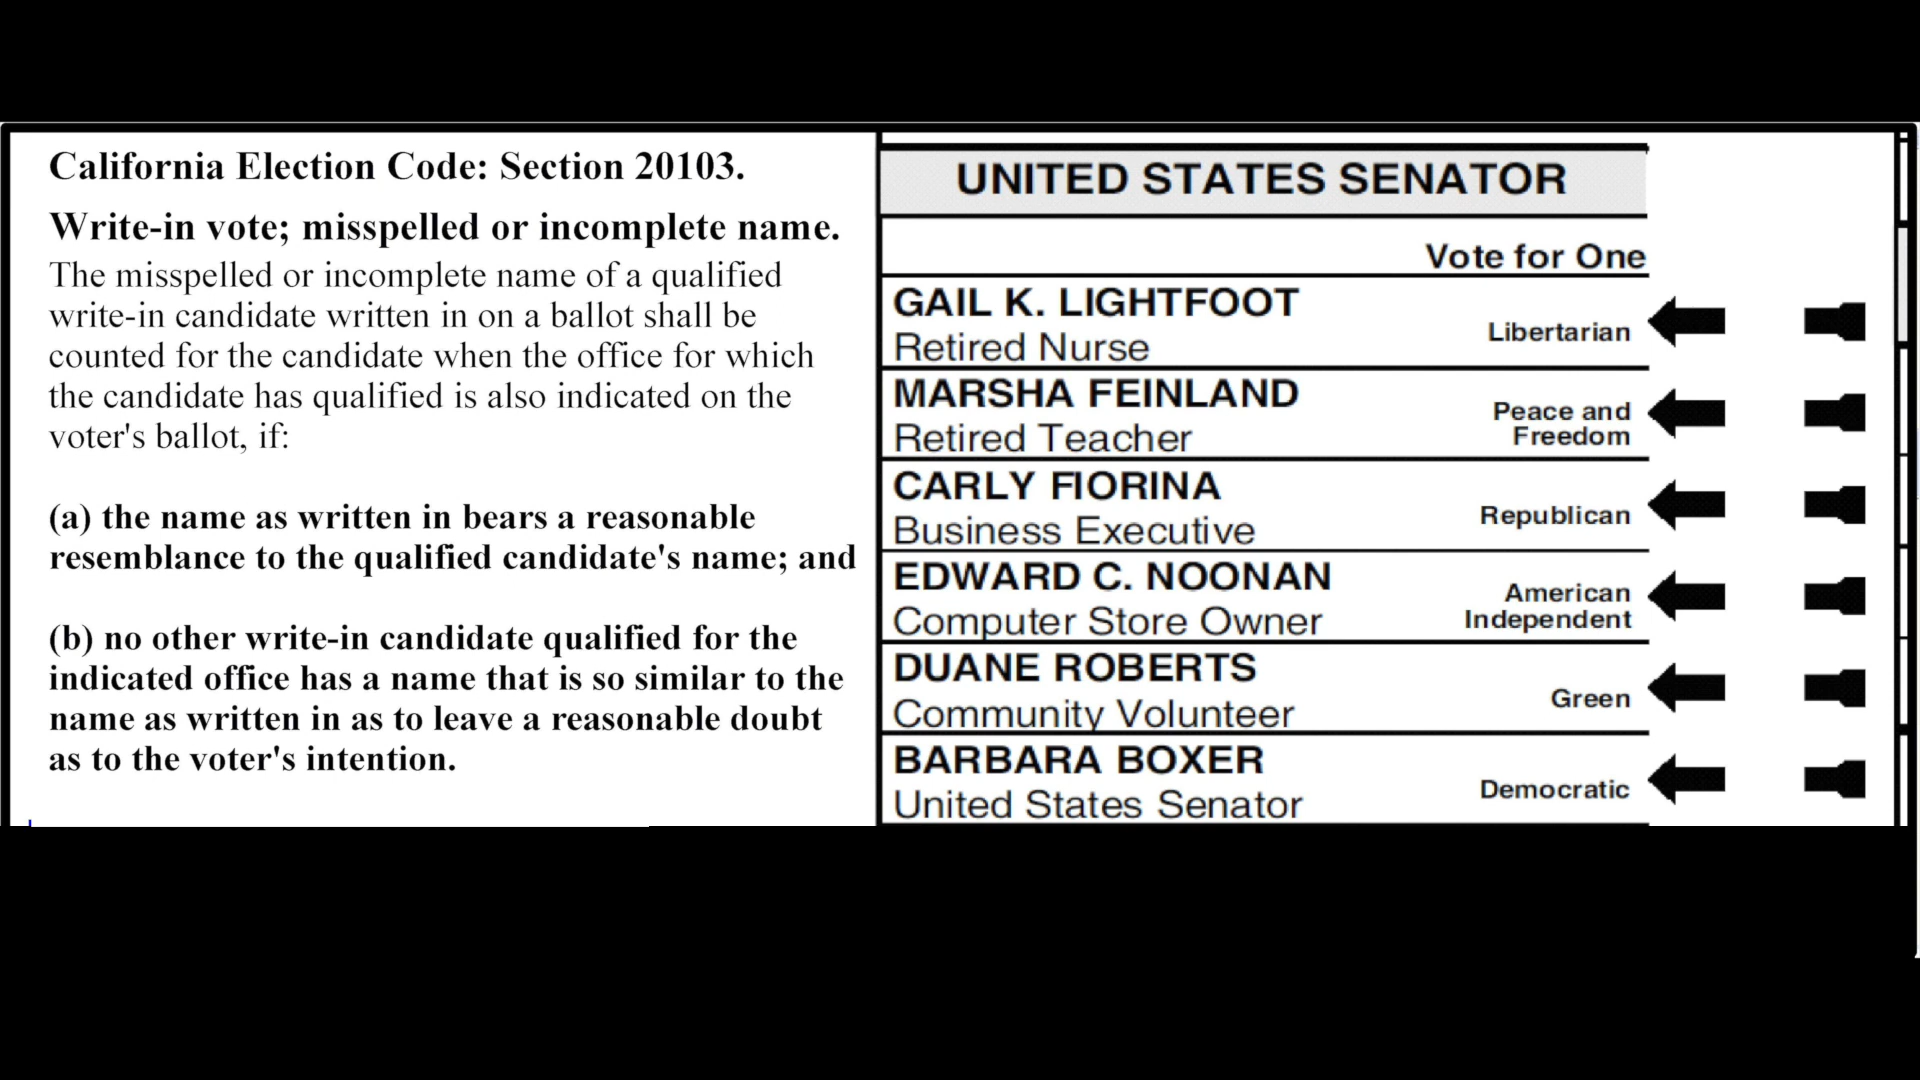 California Election Code: Section 20103.
Write-in vote; misspelled or incomplete name.
The misspelled or incomplete name of a qualified
write-in candidate written in on a ballot shall be
counted for the candidate when the office for which
the candidate has qualified is also indicated on the
voter's ballot, if:
(a) the name as written in bears a reasonable
resemblance to the qualified candidate's name; and
(b) no other write-in candidate qualified for the
indicated office has a name that is so similar to the
name as written in as to leave a reasonable doubt
as to the voter's intention.
UNITED STATES SENATOR
Vote for One
GAIL K. LIGHTFOOT
Retired Nurse
Libertarian
MARSHA FEINLAND
Retired Teacher
Peace and
Freedom
CARLY FIORINA
Business Executive
Republican
EDWARD C. NOONAN
Computer Store Owner
American
Independent
DUANE ROBERTS
Community Volunteer
Green
BARBARA BOXER
United States Senator
Democratic